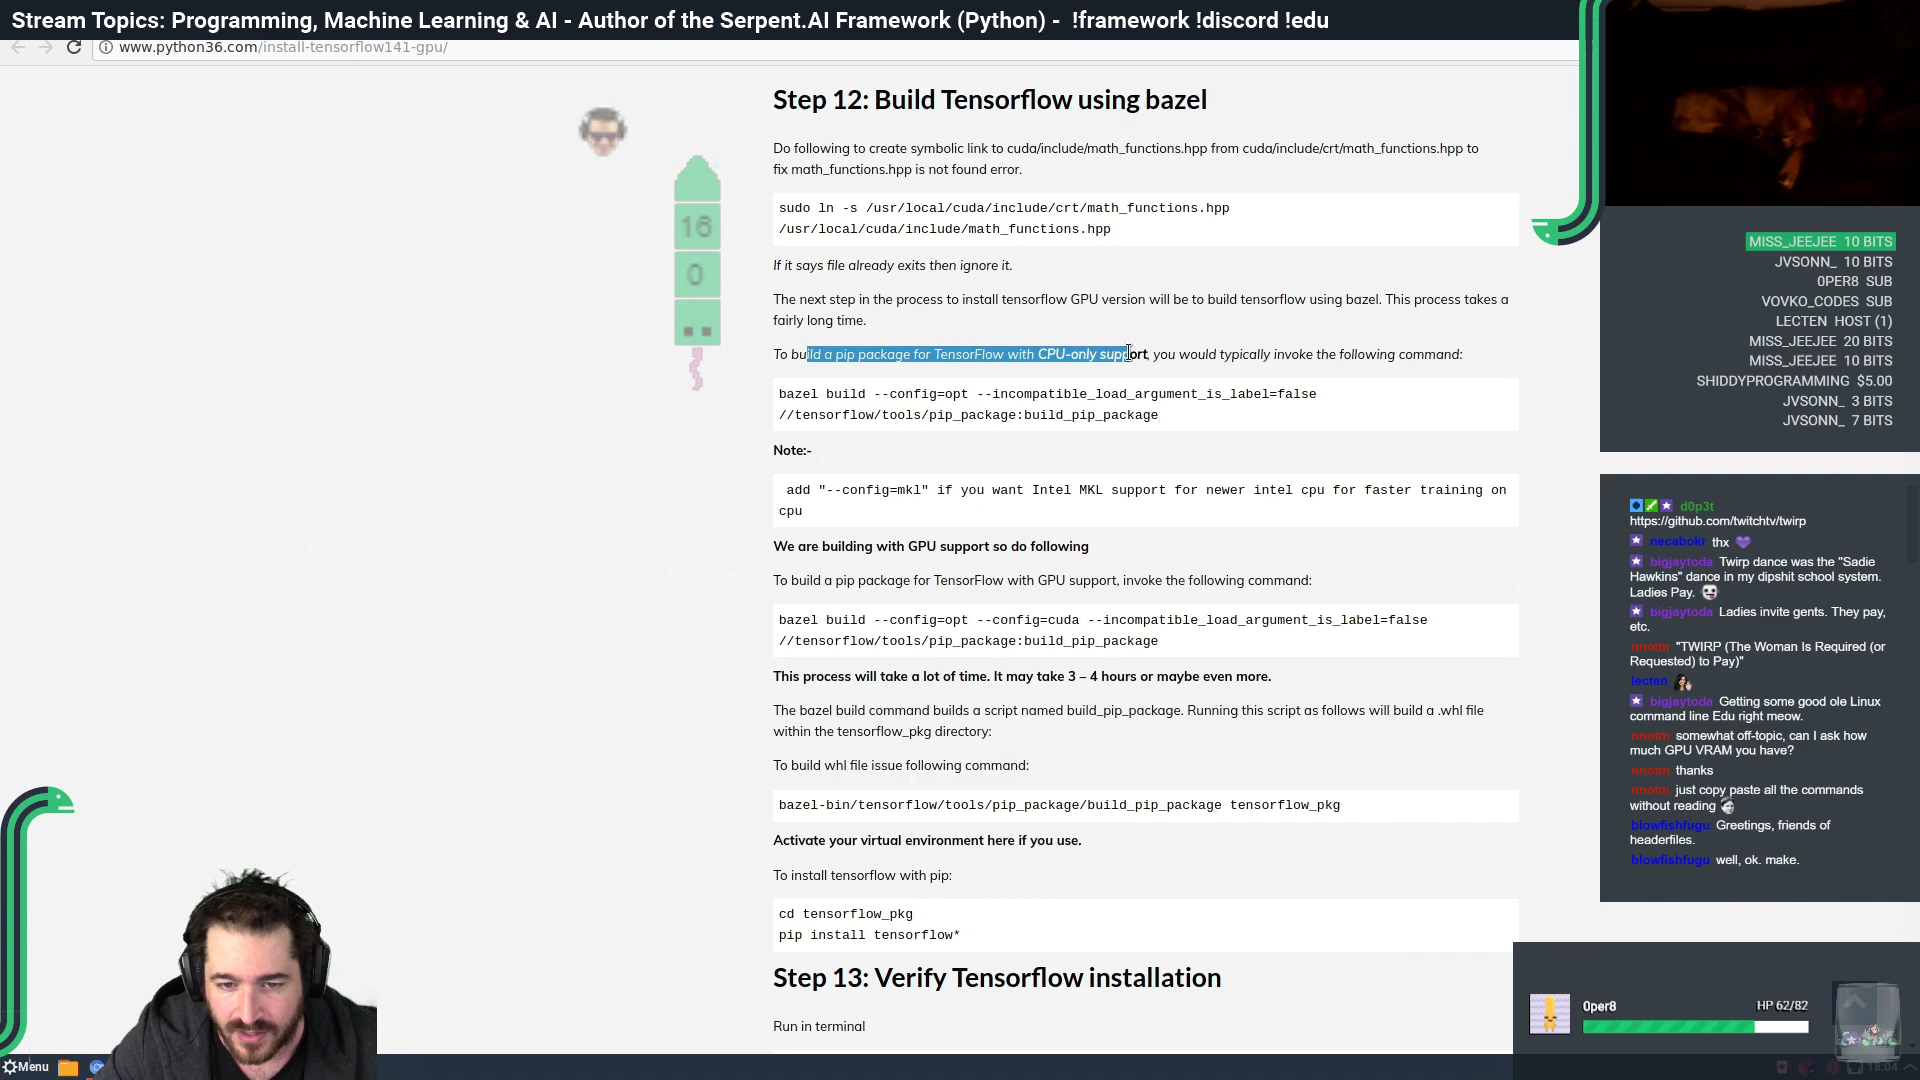 Stream Topics: Programming, Machine Learning & AI - Author of the Serpent.AI Framework (Python) - !framework !discord !edu
www.python36.com/install-tensorflow141-gpu/
Step 12: Build Tensorflow using bazel
Do following to create symbolic link to cuda/include/math_functions.hpp from cuda/include/crt/math_functions.hpp to
fix math_functions.hpp is not found error.
sudo ln -s /usr/local/cuda/include/crt/math_functions.hpp
/usr/local/cuda/include/math_functions.hpp
If it says file already exits then ignore it.
The next step in the process to install tensorflow GPU version will be to build tensorflow using bazel. This process takes a
fairly long time.
To build a pip package for TensorFlow with CPU-only support, you would typically invoke the following command:
bazel build --config=opt --incompatible_load_argument_is_label=false
//tensorflow/tools/pip_package:build_pip_package
Note:-
add "--config=mkl" if you want Intel MKL support for newer intel cpu for faster training on
cpu
We are building with GPU support so do following
To build a pip package for TensorFlow with GPU support, invoke the following command:
bazel build --config=opt --config=cuda --incompatible_load_argument_is_label=false
//tensorflow/tools/pip_package:build_pip_package
This process will take a lot of time. It may take 3 – 4 hours or maybe even more.
The bazel build command builds a script named build_pip_package. Running this script as follows will build a .whl file
within the tensorflow_pkg directory:
To build whl file issue following command:
bazel-bin/tensorflow/tools/pip_package/build_pip_package tensorflow_pkg
Activate your virtual environment here if you use.
To install tensorflow with pip:
cd tensorflow_pkg
pip install tensorflow*
Step 13: Verify Tensorflow installation
Run in terminal
16
0
MISS_JEEJEE 10 BITS
JVSONN_ 10 BITS
0PER8 SUB
VOVKO_CODES SUB
LECTEN HOST (1)
MISS_JEEJEE 20 BITS
MISS_JEEJEE 10 BITS
SHIDDYPROGRAMMING $5.00
JVSONN_ 3 BITS
JVSONN_ 7 BITS
d0p3t
https://github.com/twitchtv/twirp
necabokr thx
bigjaytoda Twirp dance was the "Sadie
Hawkins" dance in my dipshit school system.
Ladies Pay.
bigjaytoda Ladies invite gents. They pay,
etc.
nnotm "TWIRP (The Woman Is Required (or
Requested) to Pay)"
lecten
bigjaytoda Getting some good ole Linux
command line Edu right meow.
nnotm somewhat off-topic, can I ask how
much GPU VRAM you have?
nnotm thanks
nnotm just copy paste all the commands
without reading
blowfishfugu Greetings, friends of
headerfiles.
blowfishfugu well, ok. make.
0per8 HP 62/82
Menu
18:04